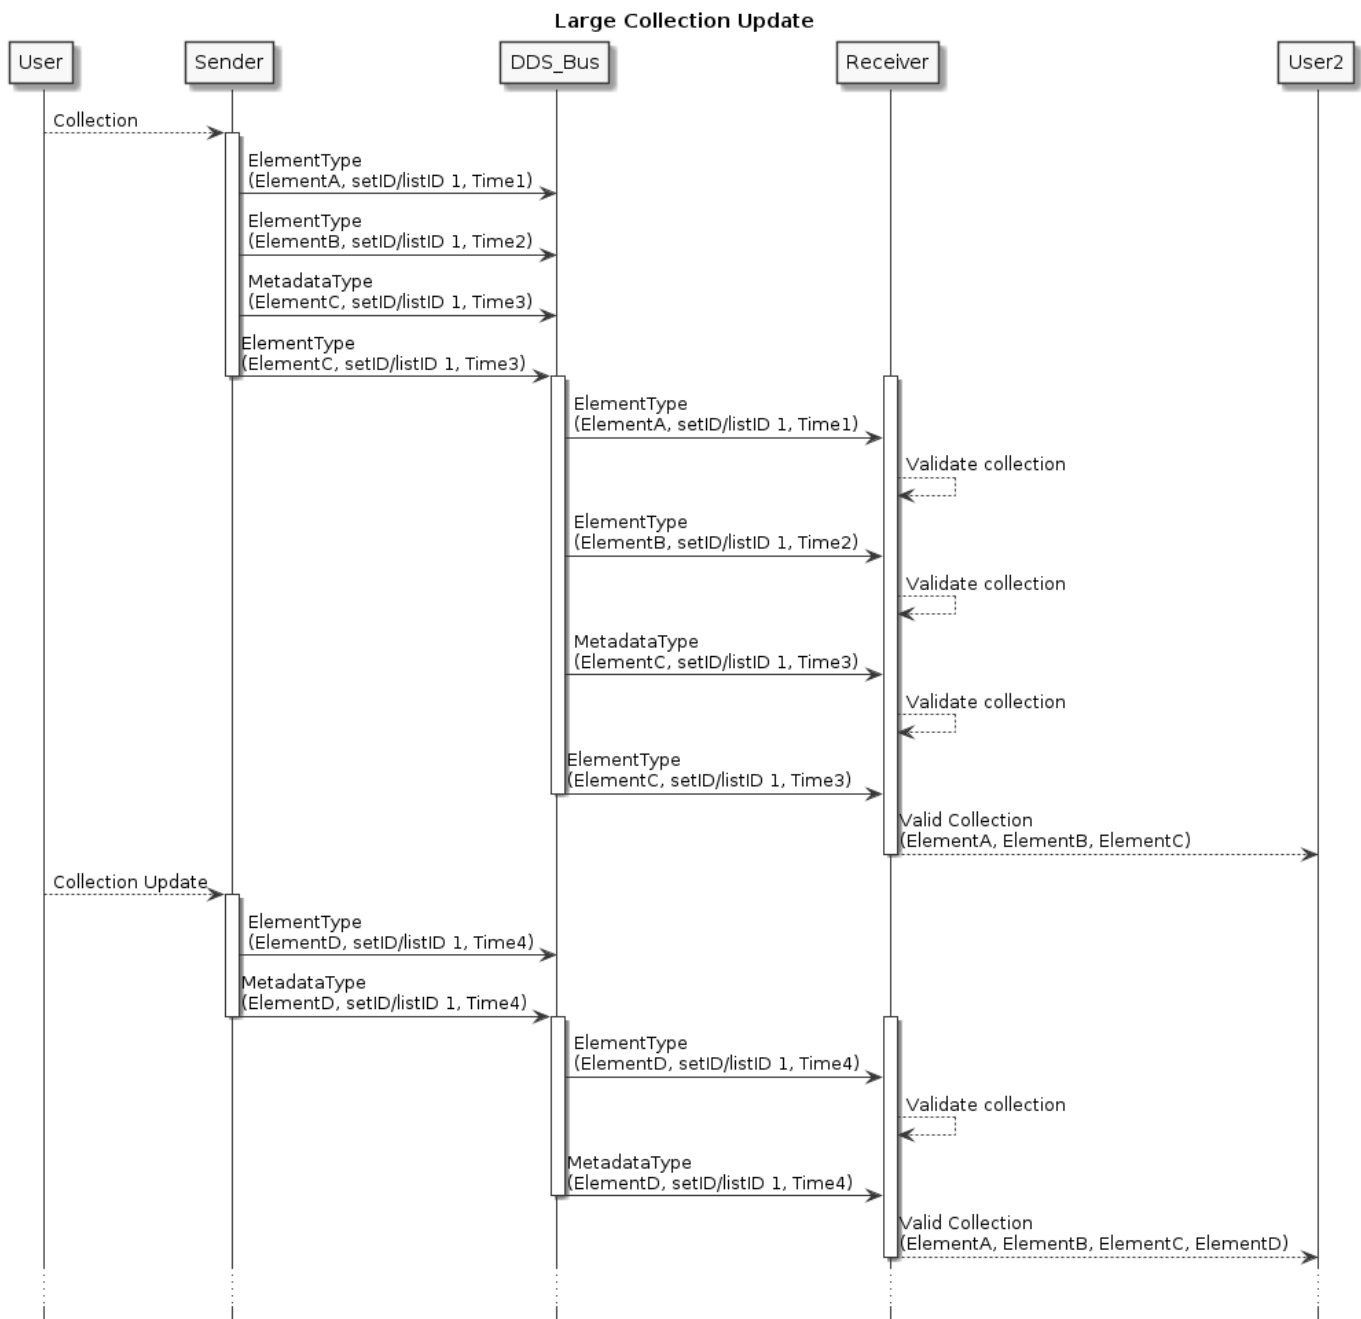 Large Collection Update
User
Sender
DDS_Bus
Receiver
User2
Collection
ElementType
(ElementA, setID/listID 1, Time1)
ElementType
(ElementB, setID/listID 1, Time2)
MetadataType
(ElementC, setID/listID 1, Time3)
ElementType
(ElementC, setID/listID 1, Time3)
ElementType
(ElementA, setID/listID 1, Time1)
Validate collection
ElementType
(ElementB, setID/listID 1, Time2)
Validate collection
MetadataType
(ElementC, setID/listID 1, Time3)
Validate collection
ElementType
(ElementC, setID/listID 1, Time3)
Valid Collection
(ElementA, ElementB, ElementC)
Collection Update
ElementType
(ElementD, setID/listID 1, Time4)
MetadataType
(ElementD, setID/listID 1, Time4)
ElementType
(ElementD, setID/listID 1, Time4)
Validate collection
MetadataType
(ElementD, setID/listID 1, Time4)
Valid Collection
(ElementA, ElementB, ElementC, ElementD)